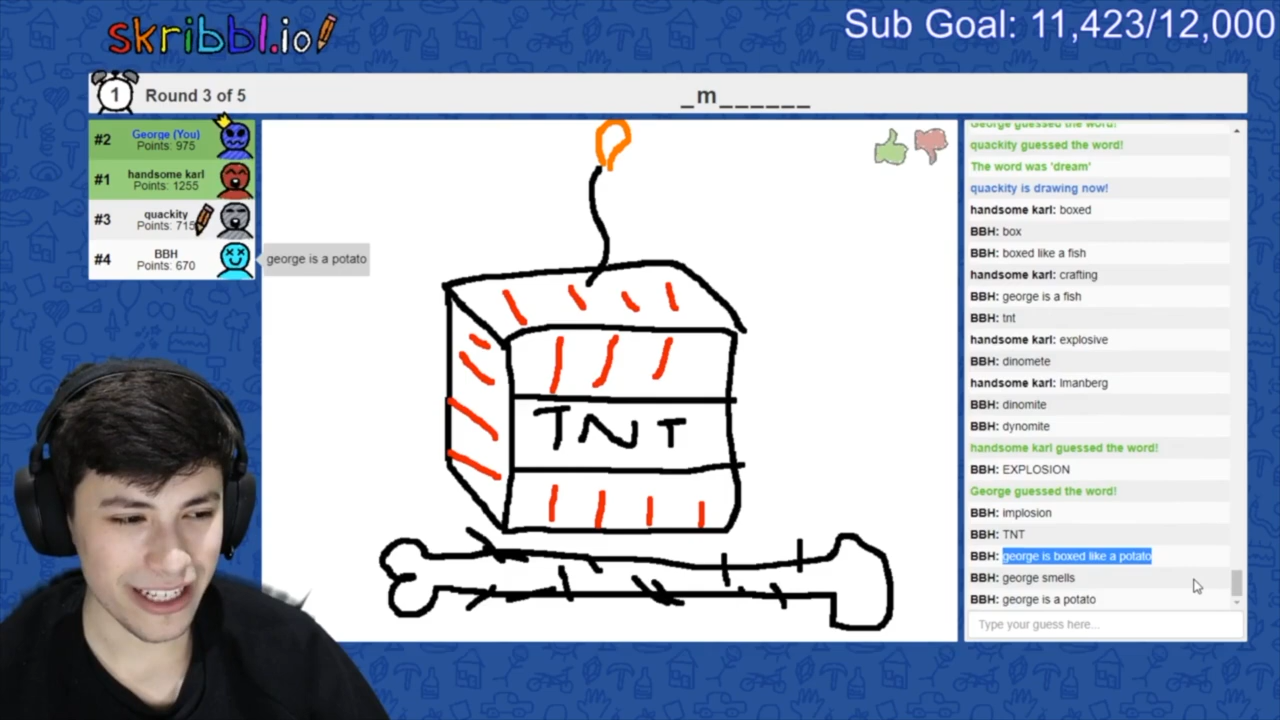 skribbl.io
Sub Goal: 11,423/12,000
1
Round 3 of 5
_m______
#2
George (You)
Points: 975
#1
handsome karl
Points: 1255
#3
quackity
Points: 715
#4
BBH
Points: 670
george is a potato
TNT
George guessed the word!
quackity guessed the word!
The word was 'dream'
quackity is drawing now!
handsome karl: boxed
BBH: box
BBH: boxed like a fish
handsome karl: crafting
BBH: george is a fish
BBH: tnt
handsome karl: explosive
BBH: dinomete
handsome karl: lmanberg
BBH: dinomite
BBH: dynomite
handsome karl guessed the word!
BBH: EXPLOSION
George guessed the word!
BBH: implosion
BBH: TNT
BBH: george is boxed like a potato
BBH: george smells
BBH: george is a potato
Type your guess here...